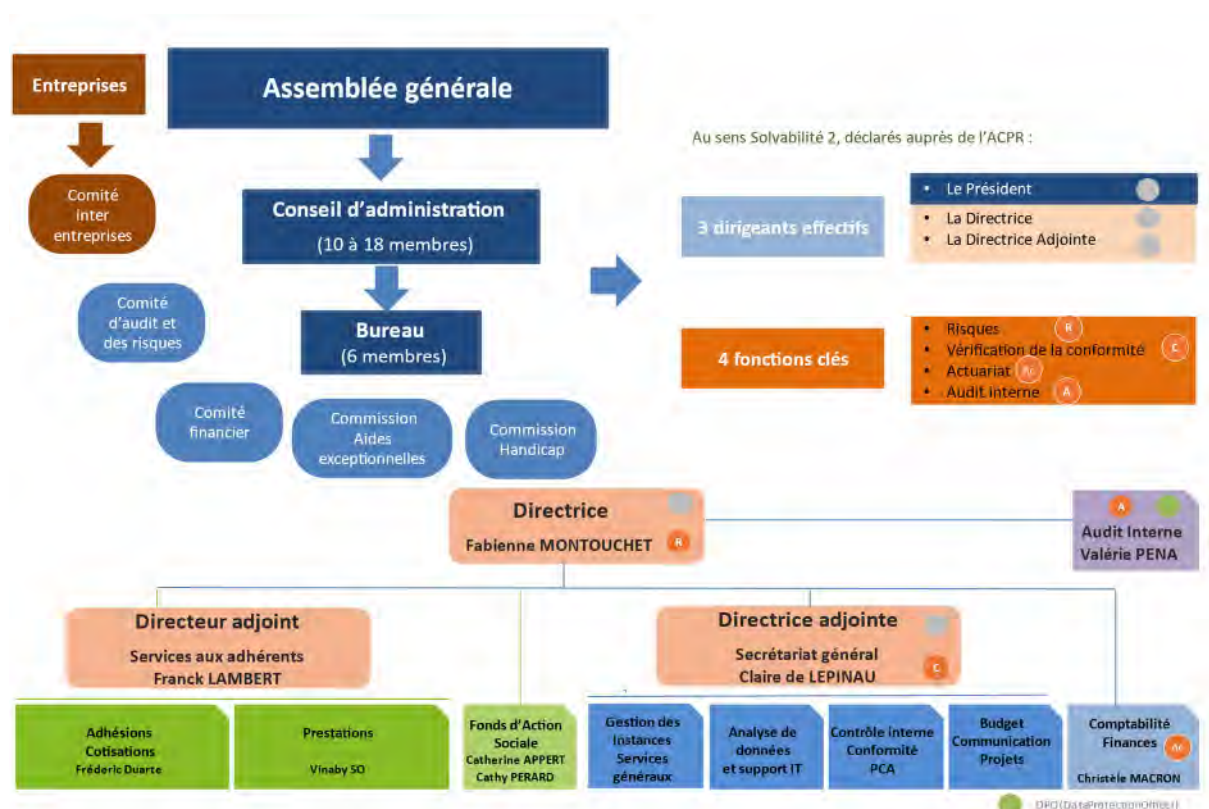 Entreprises
Assemblée générale
Au sens Solvabilité 2, déclarés auprès de l'ACPR :
Comité
inter
entreprises
Conseil d'administration
(10 à 18 membres)
3 dirigeants effectifs
• Le Président
• La Directrice
• La Directrice Adjointe
Comité
d'audit et
des risques
Bureau
(6 membres)
4 fonctions clés
• Risques R
• Vérification de la conformité C
• Actuariat Ac
• Audit interne A
Comité
financier
Commission
Aides
exceptionnelles
Commission
Handicap
Directrice
Fabienne MONTOUCHET R
A
Audit Interne
Valérie PENA
Directeur adjoint
Services aux adhérents
Franck LAMBERT
Directrice adjointe
Secrétariat général
Claire de LEPINAU C
Adhésions
Cotisations
Fréderic Duarte
Prestations
Vinaby SO
Fonds d'Action
Sociale
Catherine APPERT
Cathy PERARD
Gestion des
Instances
Services
généraux
Analyse de
données
et support IT
Contrôle interne
Conformité
PCA
Budget
Communication
Projets
Comptabilité
Finances Ac
Christèle MACRON
DPO (DataProtectionOfficer)